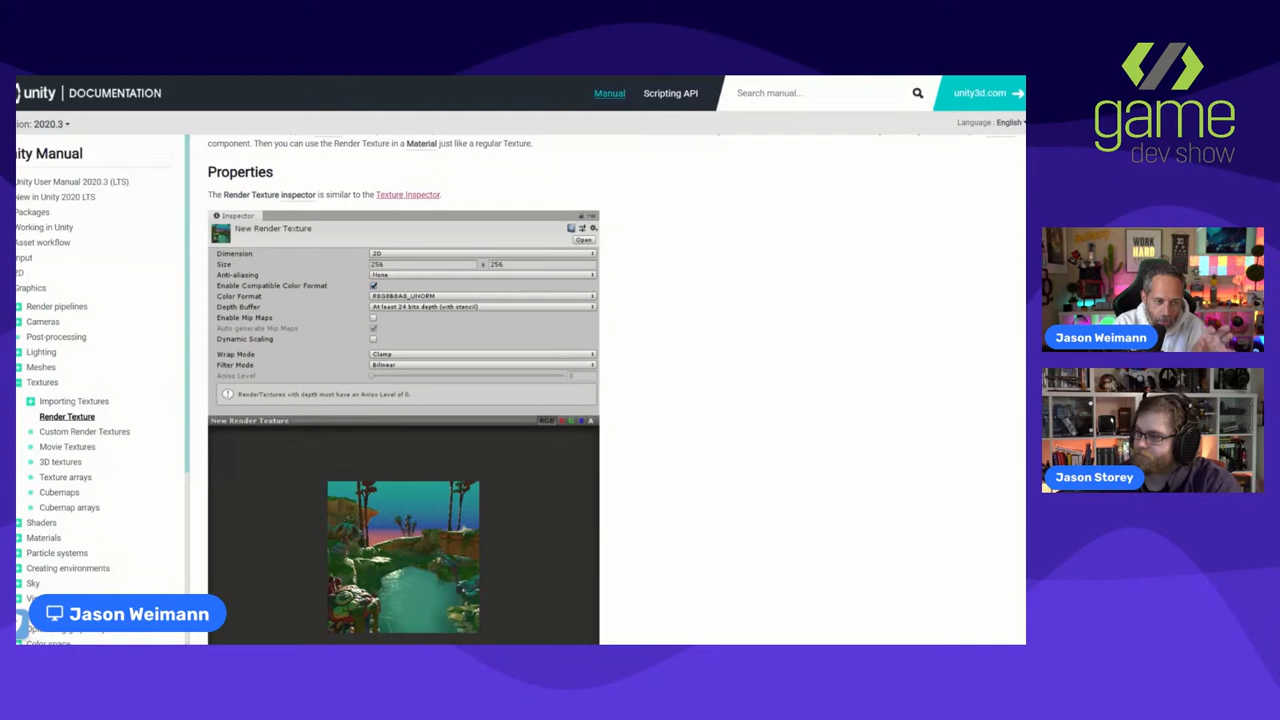 unity | DOCUMENTATION
Manual
Scripting API
Search manual...
unity3d.com
game
dev show
ion: 2020.3
Language : English
ity Manual
Unity User Manual 2020.3 (LTS)
New in Unity 2020 LTS
Packages
Working in Unity
Asset workflow
nput
2D
Graphics
Render pipelines
Cameras
Post-processing
Lighting
Meshes
Textures
Importing Textures
Render Texture
Custom Render Textures
Movie Textures
3D textures
Texture arrays
Cubemaps
Cubemap arrays
Shaders
Materials
Particle systems
Creating environments
Sky
component. Then you can use the Render Texture in a Material just like a regular Texture.
Properties
The Render Texture inspector is similar to the Texture Inspector.
Inspector
New Render Texture
Open
Dimension 2D
Size 256 x 256
Anti-aliasing None
Enable Compatible Color Format
Color Format R8G8B8A8_UNORM
Depth Buffer At least 24 bits depth (with stencil)
Enable Mip Maps
Auto generate Mip Maps
Dynamic Scaling
Wrap Mode Clamp
Filter Mode Bilinear
Aniso Level 0
RenderTextures with depth must have an Aniso Level of 0.
New Render Texture RGB R G B A
WORK
HARD
Jason Weimann
Jason Storey
Jason Weimann